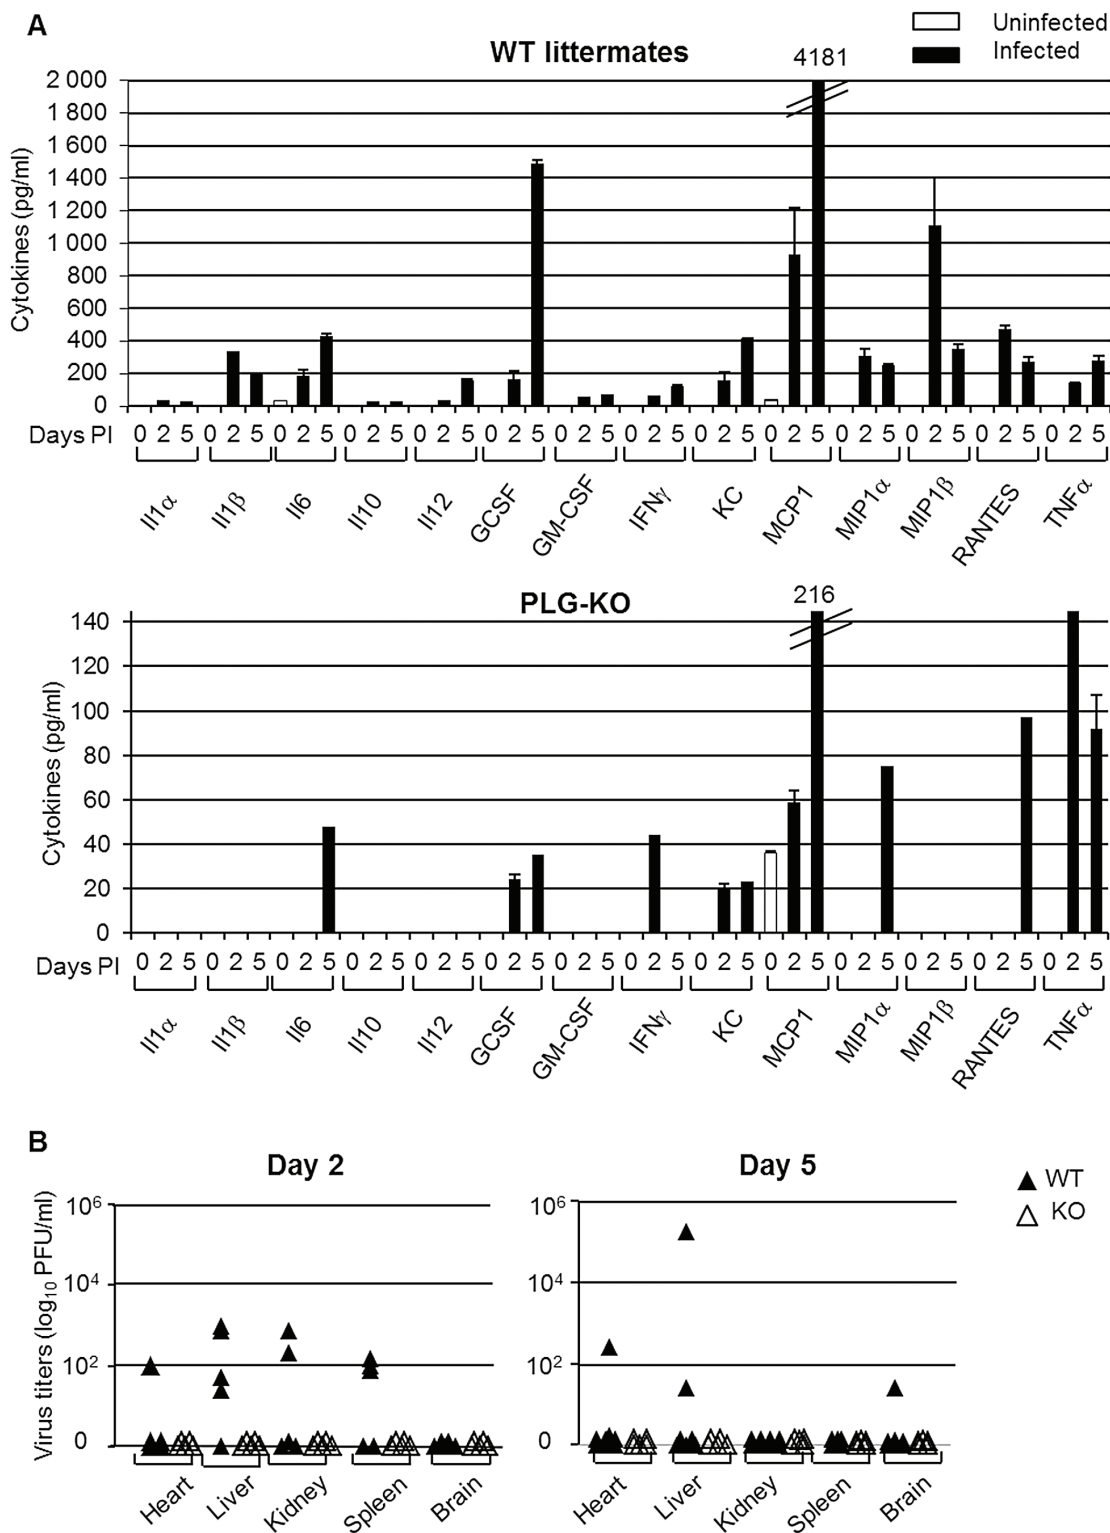 A
Uninfected
Infected
WT littermates
4181
Cytokines (pg/ml)
2 000
1 800
1 600
1 400
1 200
1 000
800
600
400
200
0
Days PI 0 2 5 0 2 5 0 2 5 0 2 5 0 2 5 0 2 5 0 2 5 0 2 5 0 2 5 0 2 5 0 2 5 0 2 5 0 2 5 0 2 5
Il1α Il1β Il6 Il10 Il12 GCSF GM-CSF IFNγ KC MCP1 MIP1α MIP1β RANTES TNFα
PLG-KO
216
Cytokines (pg/ml)
140
120
100
80
60
40
20
0
Days PI 0 2 5 0 2 5 0 2 5 0 2 5 0 2 5 0 2 5 0 2 5 0 2 5 0 2 5 0 2 5 0 2 5 0 2 5 0 2 5 0 2 5
Il1α Il1β Il6 Il10 Il12 GCSF GM-CSF IFNγ KC MCP1 MIP1α MIP1β RANTES TNFα
B
Day 2
Virus titers (log₁₀ PFU/ml)
10⁶
10⁴
10²
0
Heart Liver Kidney Spleen Brain
Day 5
10⁶
10⁴
10²
0
Heart Liver Kidney Spleen Brain
WT
KO